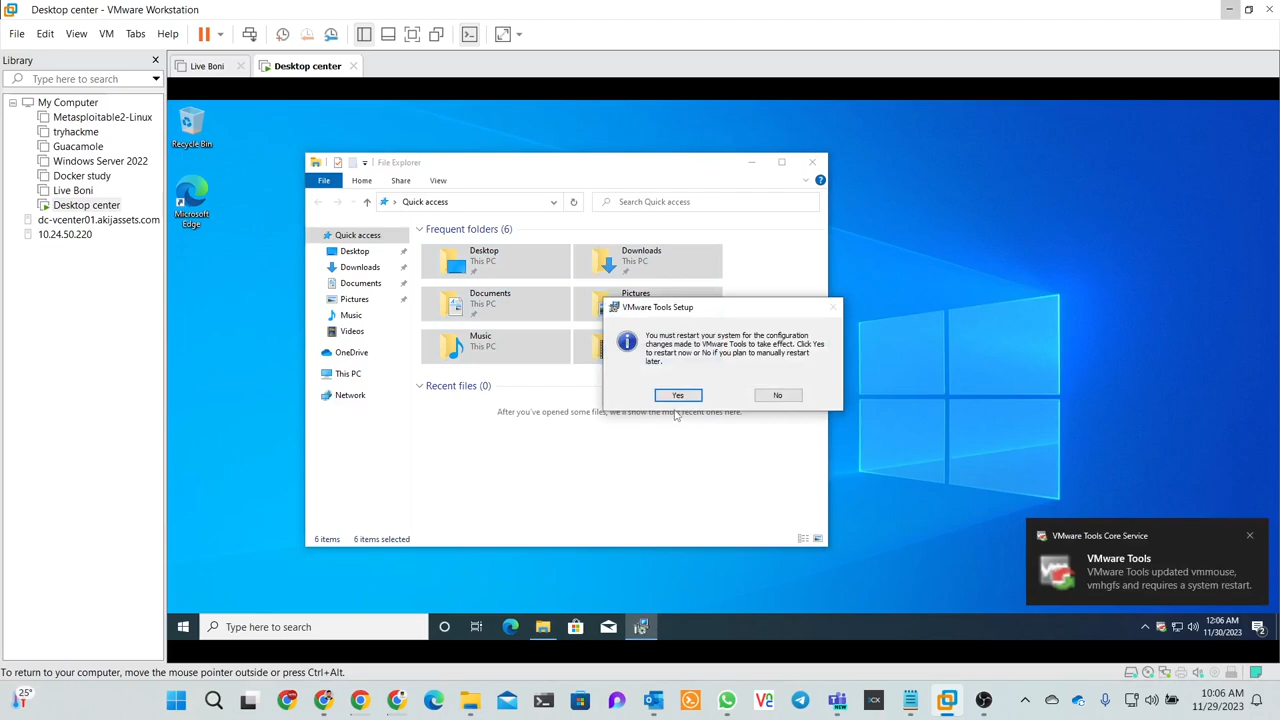 Desktop center - VMware Workstation
File Edit View VM Tabs Help
Library
Type here to search
My Computer
Metasploitable2-Linux
tryhackme
Guacamole
Windows Server 2022
Docker study
Live Boni
Desktop center
dc-vcenter01.akijassets.com
10.24.50.220
Live Boni
Desktop center
Recycle Bin
Microsoft
Edge
File Explorer
File Home Share View
Quick access
Search Quick access
Quick access
Desktop
Downloads
Documents
Pictures
Music
Videos
OneDrive
This PC
Network
Frequent folders (6)
Desktop
This PC
Downloads
This PC
Documents
This PC
Pictures
Music
This PC
Recent files (0)
After you've opened some files, we'll show the most recent ones here.
6 items 6 items selected
VMware Tools Setup
You must restart your system for the configuration
changes made to VMware Tools to take effect. Click Yes
to restart now or No if you plan to manually restart
later.
Yes No
VMware Tools Core Service
VMware Tools
VMware Tools updated vmmouse,
vmhgfs and requires a system restart.
Type here to search
12:06 AM
11/30/2023
2
To return to your computer, move the mouse pointer outside or press Ctrl+Alt.
25°
NEW
10:06 AM
11/29/2023